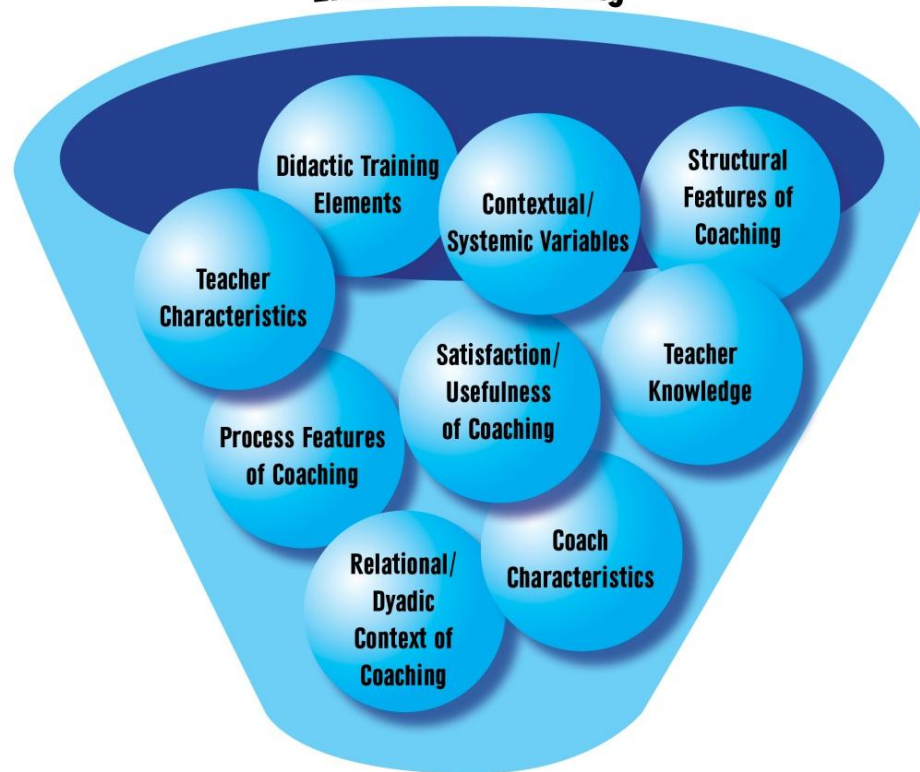 Didactic Training
Elements
Contextual/
Systemic Variables
Structural
Features of
Coaching
Teacher
Characteristics
Satisfaction/
Usefulness
of Coaching
Teacher
Knowledge
Process Features
of Coaching
Coach
Characteristics
Relational/
Dyadic
Context of
Coaching